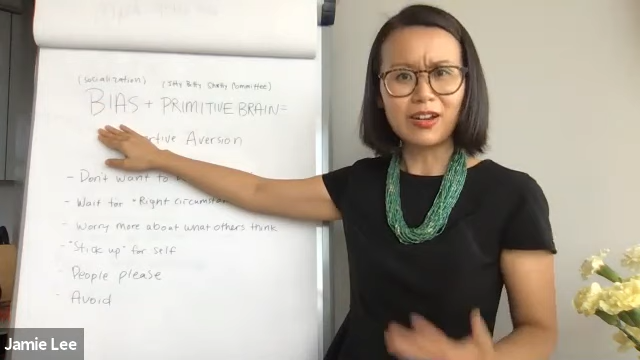 (socialization) (Itty Bitty Shitty Committee)
BIAS + PRIMITIVE BRAIN =
Aversion
- Don't want to
- Wait for "Right
- Worry more about what others think
- "Stick up" for self
- People please
- Avoid
Jamie Lee